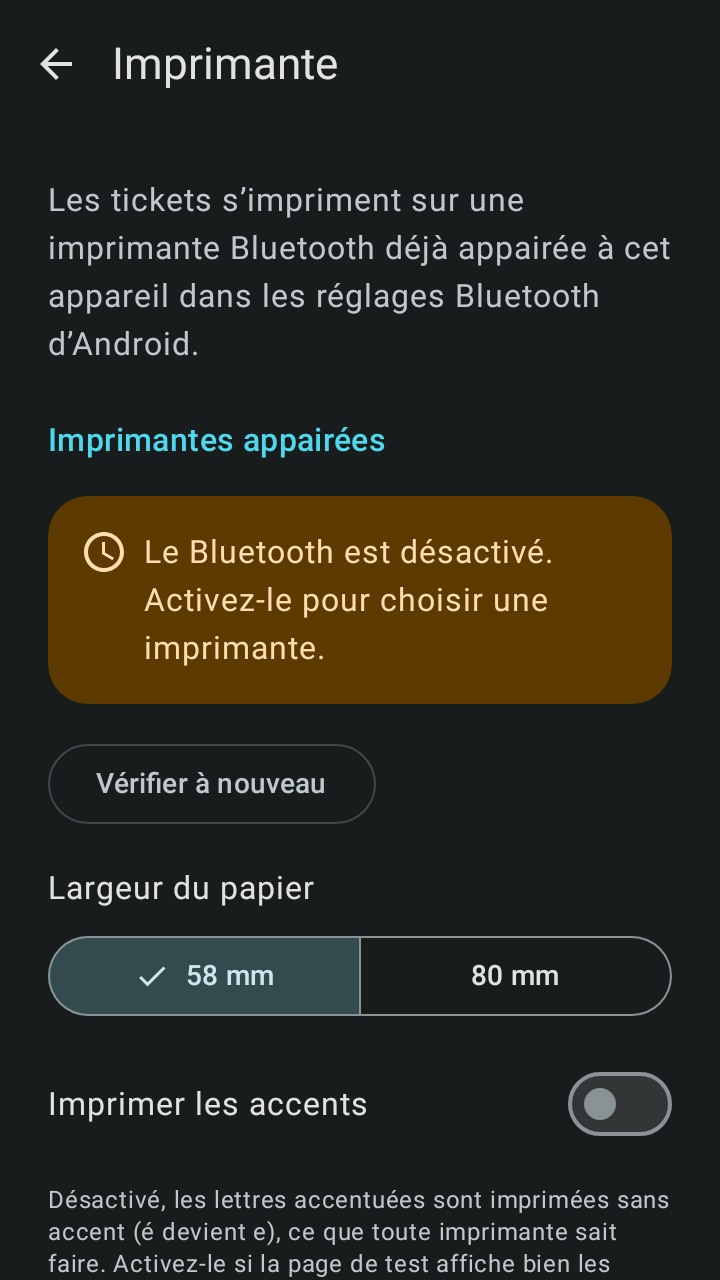 Imprimante
Les tickets s’impriment sur une
imprimante Bluetooth déjà appairée à cet
appareil dans les réglages Bluetooth
d’Android.
Imprimantes appairées
Le Bluetooth est désactivé.
Activez-le pour choisir une
imprimante.
Vérifier à nouveau
Largeur du papier
58 mm
80 mm
Imprimer les accents
Désactivé, les lettres accentuées sont imprimées sans
accent (é devient e), ce que toute imprimante sait
faire. Activez-le si la page de test affiche bien les